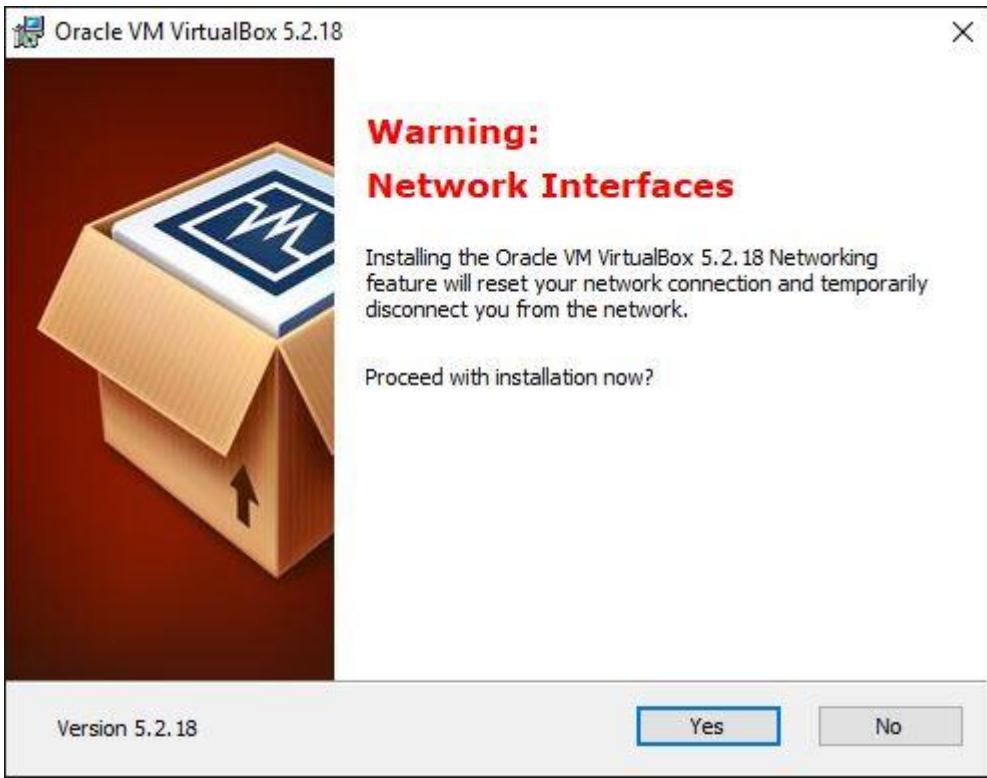 Oracle VM VirtualBox 5.2.18
Warning:
Network Interfaces
Installing the Oracle VM VirtualBox 5.2.18 Networking
feature will reset your network connection and temporarily
disconnect you from the network.
Proceed with installation now?
Version 5.2.18
Yes
No